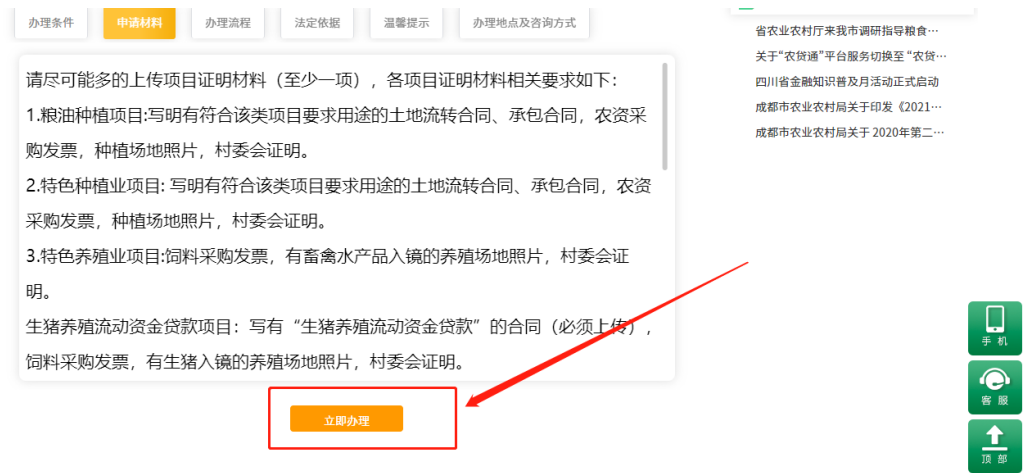 办理条件
申请材料
办理流程
法定依据
温馨提示
办理地点及咨询方式
请尽可能多的上传项目证明材料（至少一项），各项目证明材料相关要求如下：
1.粮油种植项目:写明有符合该类项目要求用途的土地流转合同、承包合同，农资采
购发票，种植场地照片，村委会证明。
2.特色种植业项目: 写明有符合该类项目要求用途的土地流转合同、承包合同，农资
采购发票，种植场地照片，村委会证明。
3.特色养殖业项目:饲料采购发票，有畜禽水产品入镜的养殖场地照片，村委会证
明。
生猪养殖流动资金贷款项目：写有“生猪养殖流动资金贷款”的合同（必须上传），
饲料采购发票，有生猪入镜的养殖场地照片，村委会证明。
立即办理
省农业农村厅来我市调研指导粮食…
关于“农贷通”平台服务切换至 “农贷…
四川省金融知识普及月活动正式启动
成都市农业农村局关于印发《2021…
成都市农业农村局关于 2020年第二…
手 机
客 服
顶 部